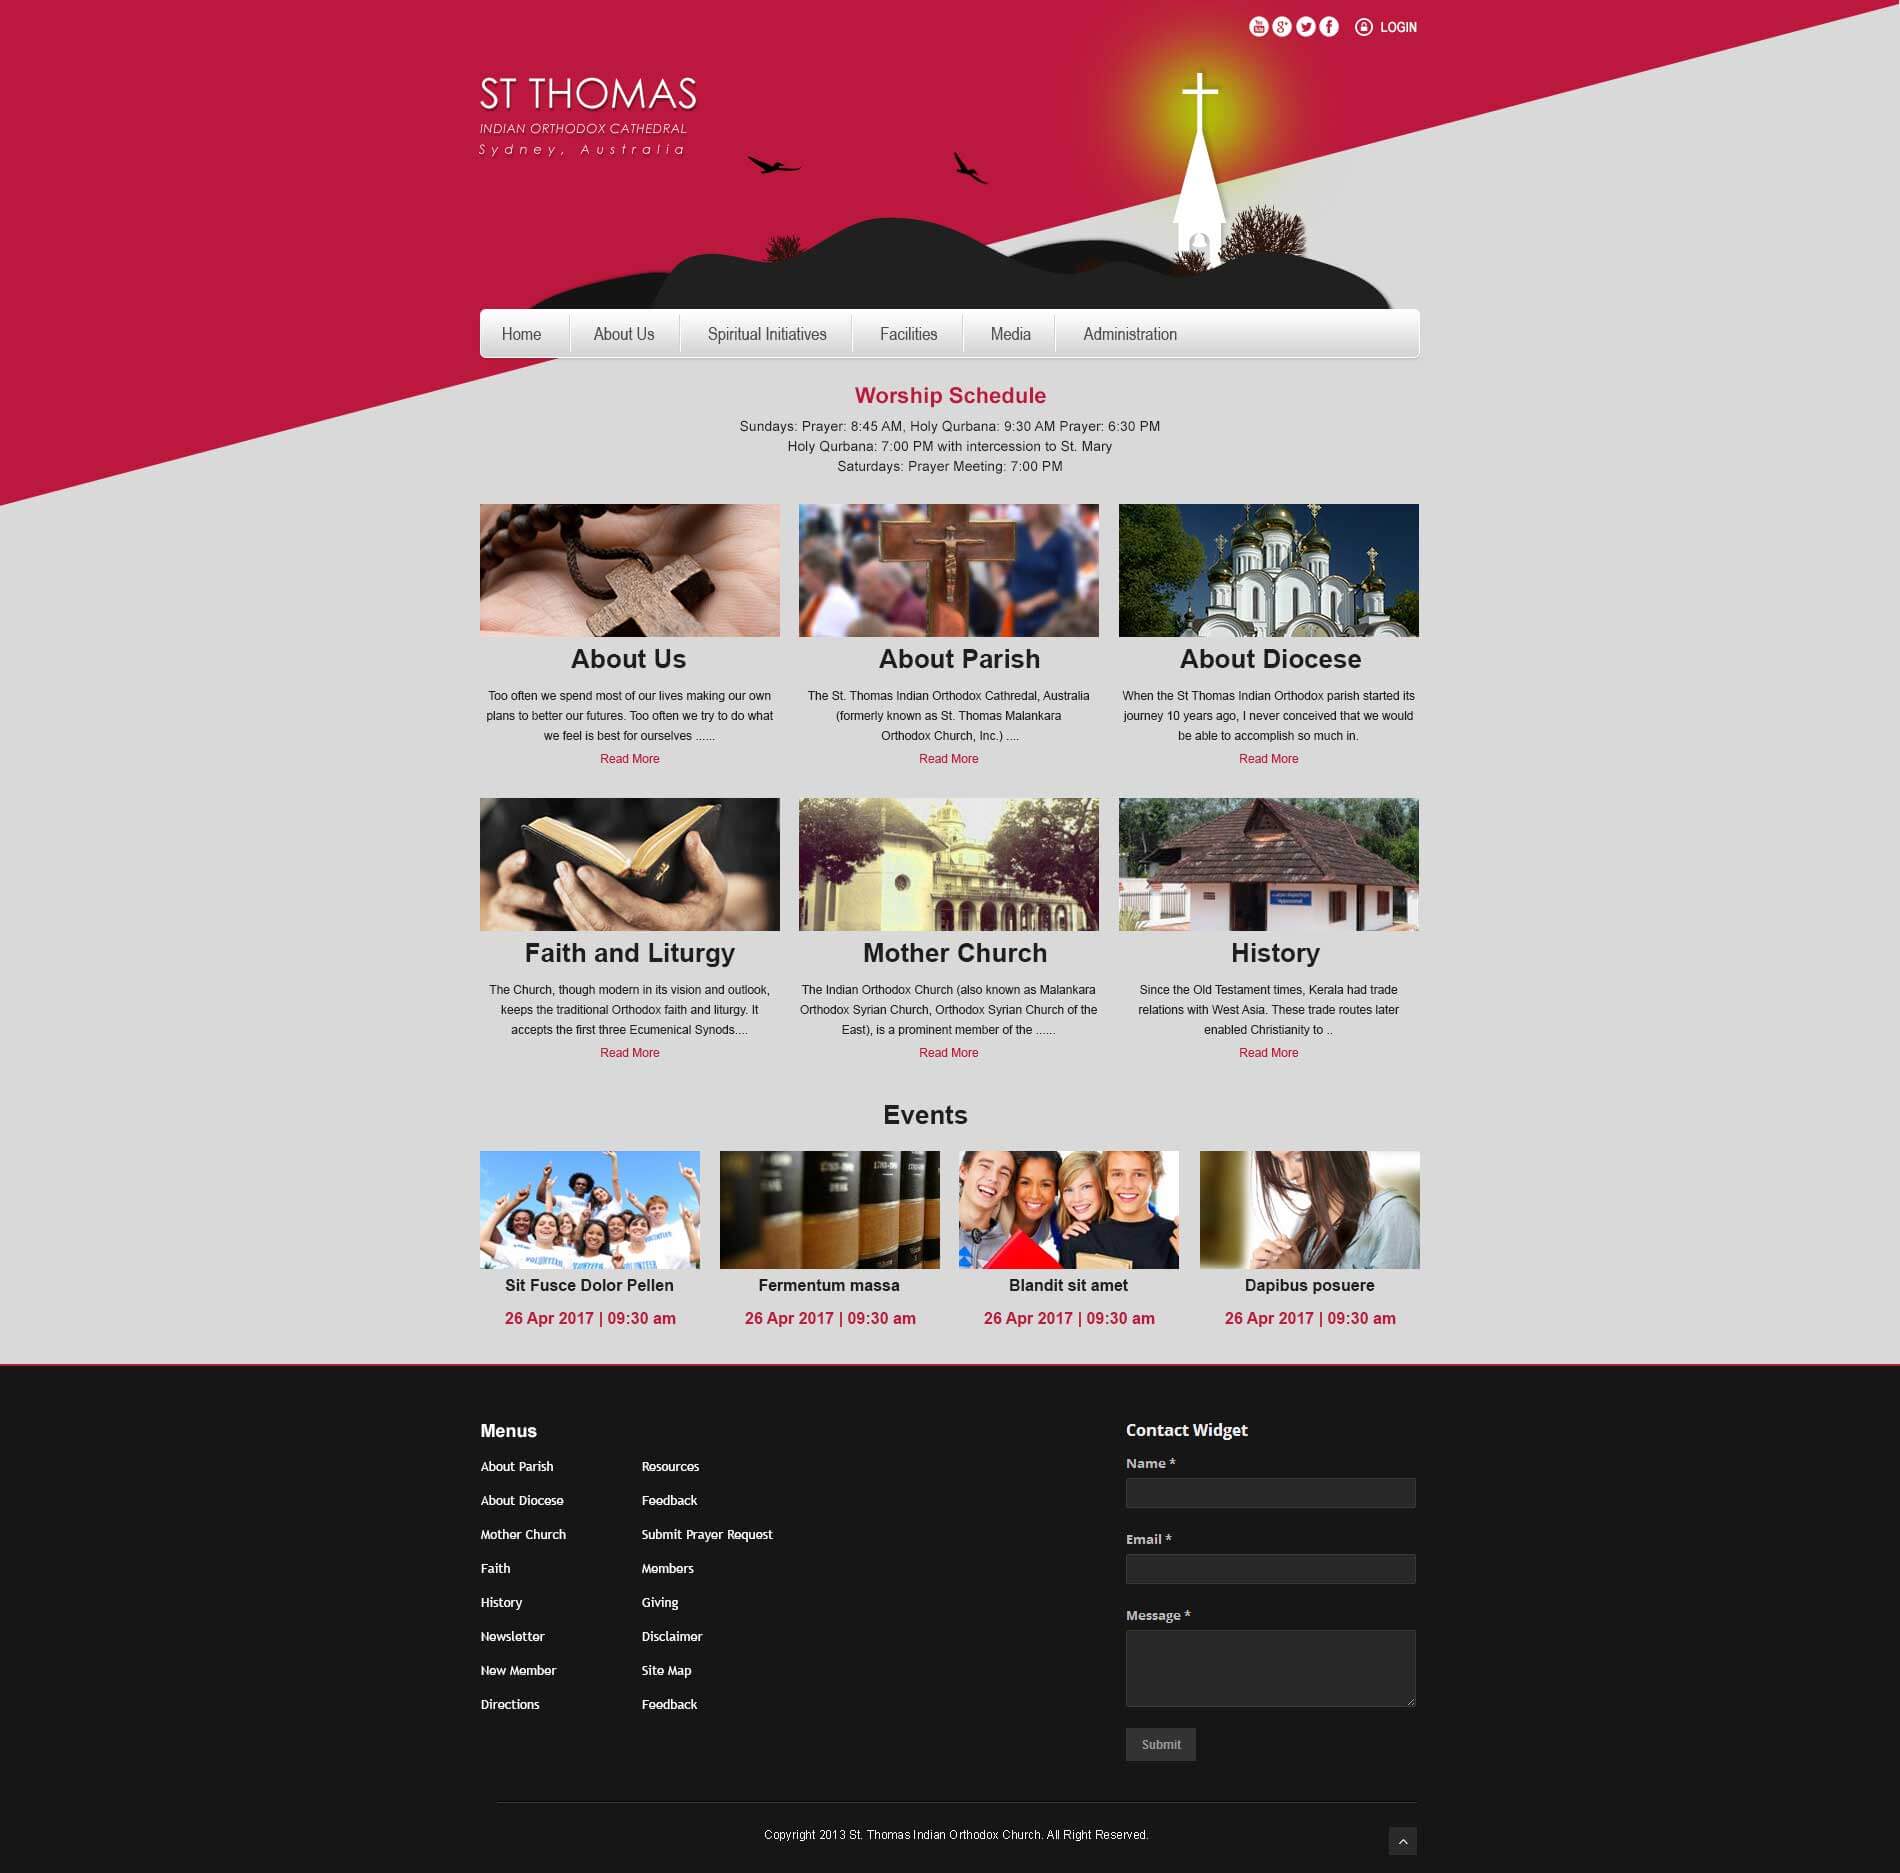 LOGIN
ST THOMAS
INDIAN ORTHODOX CATHEDRAL
Sydney, Australia
Home
About Us
Spiritual Initiatives
Facilities
Media
Administration
Worship Schedule
Sundays: Prayer: 8:45 AM, Holy Qurbana: 9:30 AM Prayer: 6:30 PM
Holy Qurbana: 7:00 PM with intercession to St. Mary
Saturdays: Prayer Meeting: 7:00 PM
About Us
Too often we spend most of our lives making our own
plans to better our futures. Too often we try to do what
we feel is best for ourselves ......
Read More
About Parish
The St. Thomas Indian Orthodox Cathredal, Australia
(formerly known as St. Thomas Malankara
Orthodox Church, Inc.) ....
Read More
About Diocese
When the St Thomas Indian Orthodox parish started its
journey 10 years ago, I never conceived that we would
be able to accomplish so much in.
Read More
Faith and Liturgy
The Church, though modern in its vision and outlook,
keeps the traditional Orthodox faith and liturgy. It
accepts the first three Ecumenical Synods....
Read More
Mother Church
The Indian Orthodox Church (also known as Malankara
Orthodox Syrian Church, Orthodox Syrian Church of the
East), is a prominent member of the ......
Read More
History
Since the Old Testament times, Kerala had trade
relations with West Asia. These trade routes later
enabled Christianity to ..
Read More
Events
VOLUNTEER
VOLUNTEER
VOLUNTEER
VOLUNTEER
Sit Fusce Dolor Pellen
26 Apr 2017 | 09:30 am
Fermentum massa
26 Apr 2017 | 09:30 am
Blandit sit amet
26 Apr 2017 | 09:30 am
Dapibus posuere
26 Apr 2017 | 09:30 am
Menus
About Parish
About Diocese
Mother Church
Faith
History
Newsletter
New Member
Directions
Resources
Feedback
Submit Prayer Request
Members
Giving
Disclaimer
Site Map
Feedback
Contact Widget
Name *
Email *
Message *
Submit
Copyright 2013 St. Thomas Indian Orthodox Church. All Right Reserved.